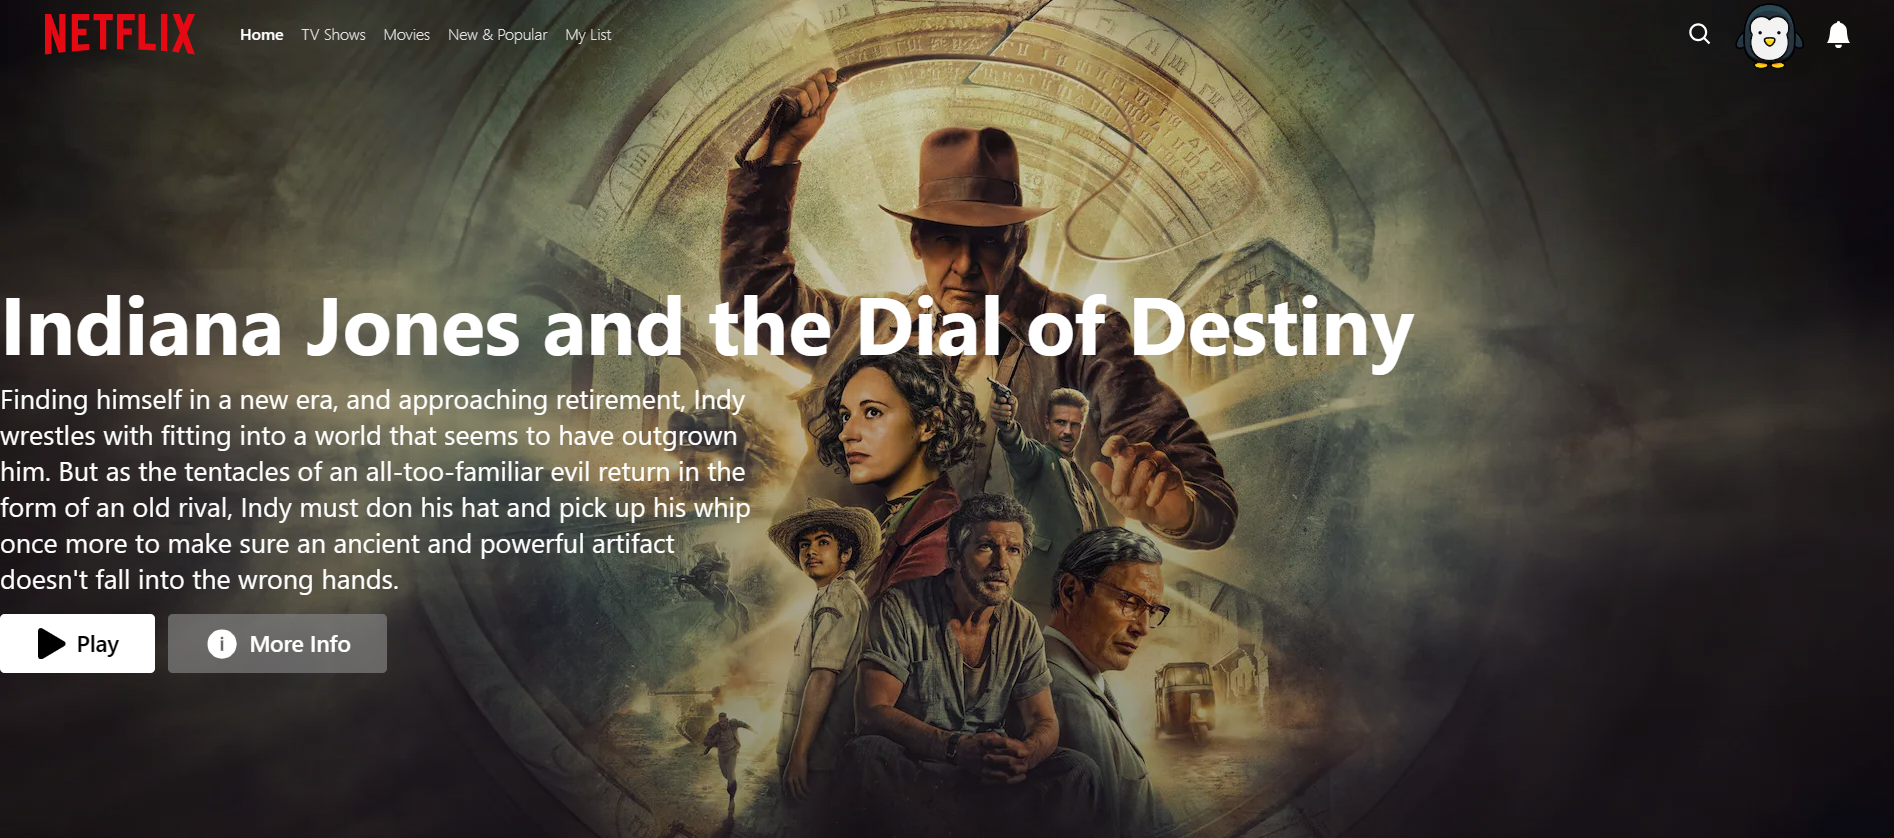 NETFLIX Home TV Shows Movies New & Popular My List
Indiana Jones and the Dial of Destiny
Finding himself in a new era, and approaching retirement, Indy
wrestles with fitting into a world that seems to have outgrown
him. But as the tentacles of an all-too-familiar evil return in the
form of an old rival, Indy must don his hat and pick up his whip
once more to make sure an ancient and powerful artifact
doesn't fall into the wrong hands.
Play More Info